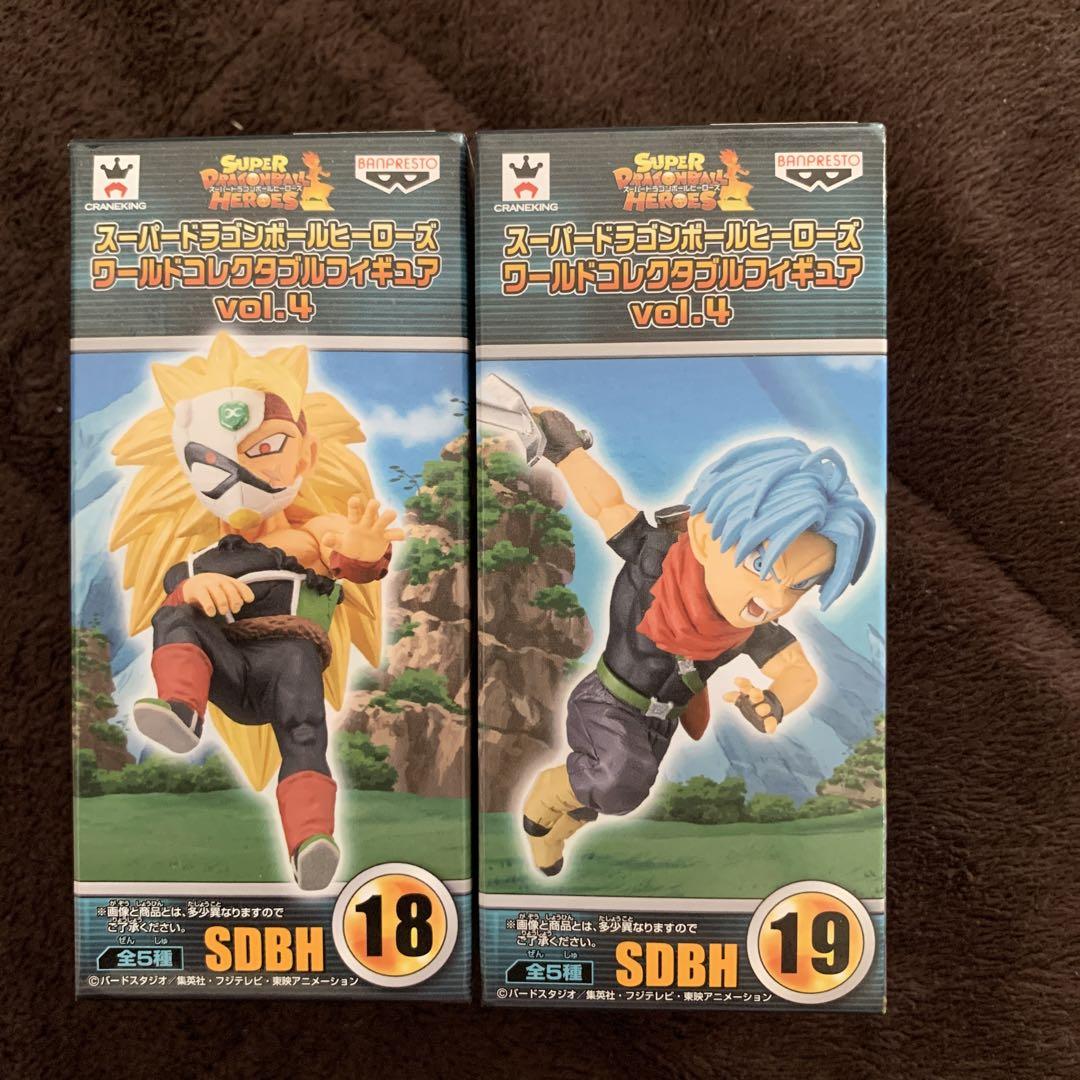 CRANEKING
SUPER
DRAGONBALL
スーパードラゴンボールヒーローズ
HEROES
BANPRESTO
スーパードラゴンボールヒーローズ
ワールドコレクタブルフィギュア
vol.4
※画像と商品とは、多少異なりますので
ご了承ください。
全5種
SDBH
18
©バードスタジオ/集英社・フジテレビ・東映アニメーション
CRANEKING
SUPER
DRAGONBALL
スーパードラゴンボールヒーローズ
HEROES
BANPRESTO
スーパードラゴンボールヒーローズ
ワールドコレクタブルフィギュア
vol.4
※画像と商品とは、多少異なりますので
ご了承ください。
全5種
SDBH
19
©バードスタジオ/集英社・フジテレビ・東映アニメーション